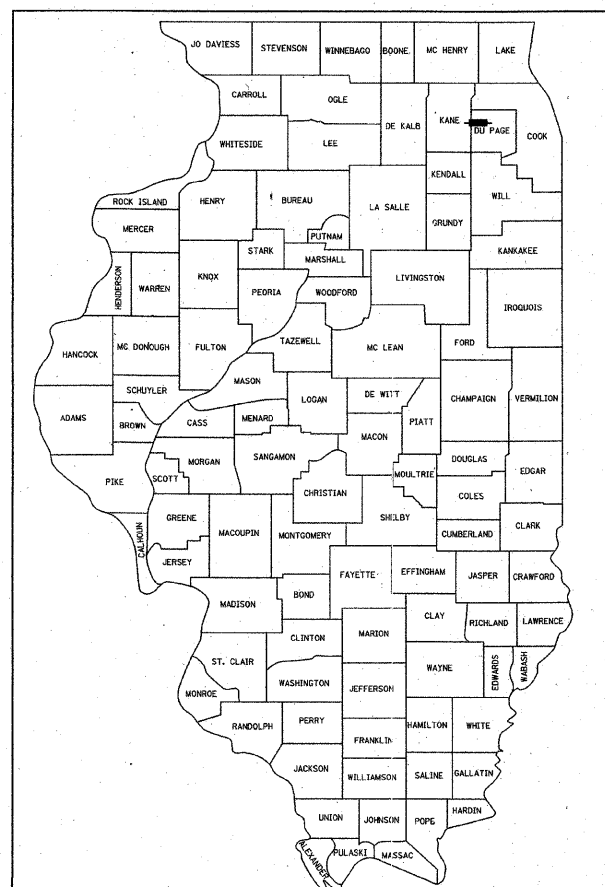 JO DAVIESS
STEVENSON
WINNEBAGO
BOONE
MC HENRY
LAKE
CARROLL
OGLE
DE KALB
KANE
DU PAGE
COOK
WHITESIDE
LEE
KENDALL
ROCK ISLAND
HENRY
BUREAU
LA SALLE
WILL
MERCER
PUTNAM
GRUNDY
STARK
MARSHALL
KANKAKEE
HENDERSON
WARREN
KNOX
PEORIA
WOODFORD
LIVINGSTON
IROQUOIS
HANCOCK
MC DONOUGH
FULTON
TAZEWELL
MC LEAN
FORD
SCHUYLER
MASON
LOGAN
DE WITT
CHAMPAIGN
VERMILION
ADAMS
BROWN
CASS
MENARD
MACON
PIATT
PIKE
SCOTT
MORGAN
SANGAMON
CHRISTIAN
MOULTRIE
DOUGLAS
EDGAR
COLES
CALHOUN
GREENE
MACOUPIN
MONTGOMERY
SHELBY
CUMBERLAND
CLARK
JERSEY
FAYETTE
EFFINGHAM
JASPER
CRAWFORD
MADISON
BOND
CLAY
RICHLAND
LAWRENCE
CLINTON
MARION
ST. CLAIR
WAYNE
EDWARDS
WABASH
MONROE
WASHINGTON
JEFFERSON
RANDOLPH
PERRY
HAMILTON
WHITE
FRANKLIN
JACKSON
WILLIAMSON
SALINE
GALLATIN
UNION
JOHNSON
POPE
HARDIN
ALEXANDER
PULASKI
MASSAC